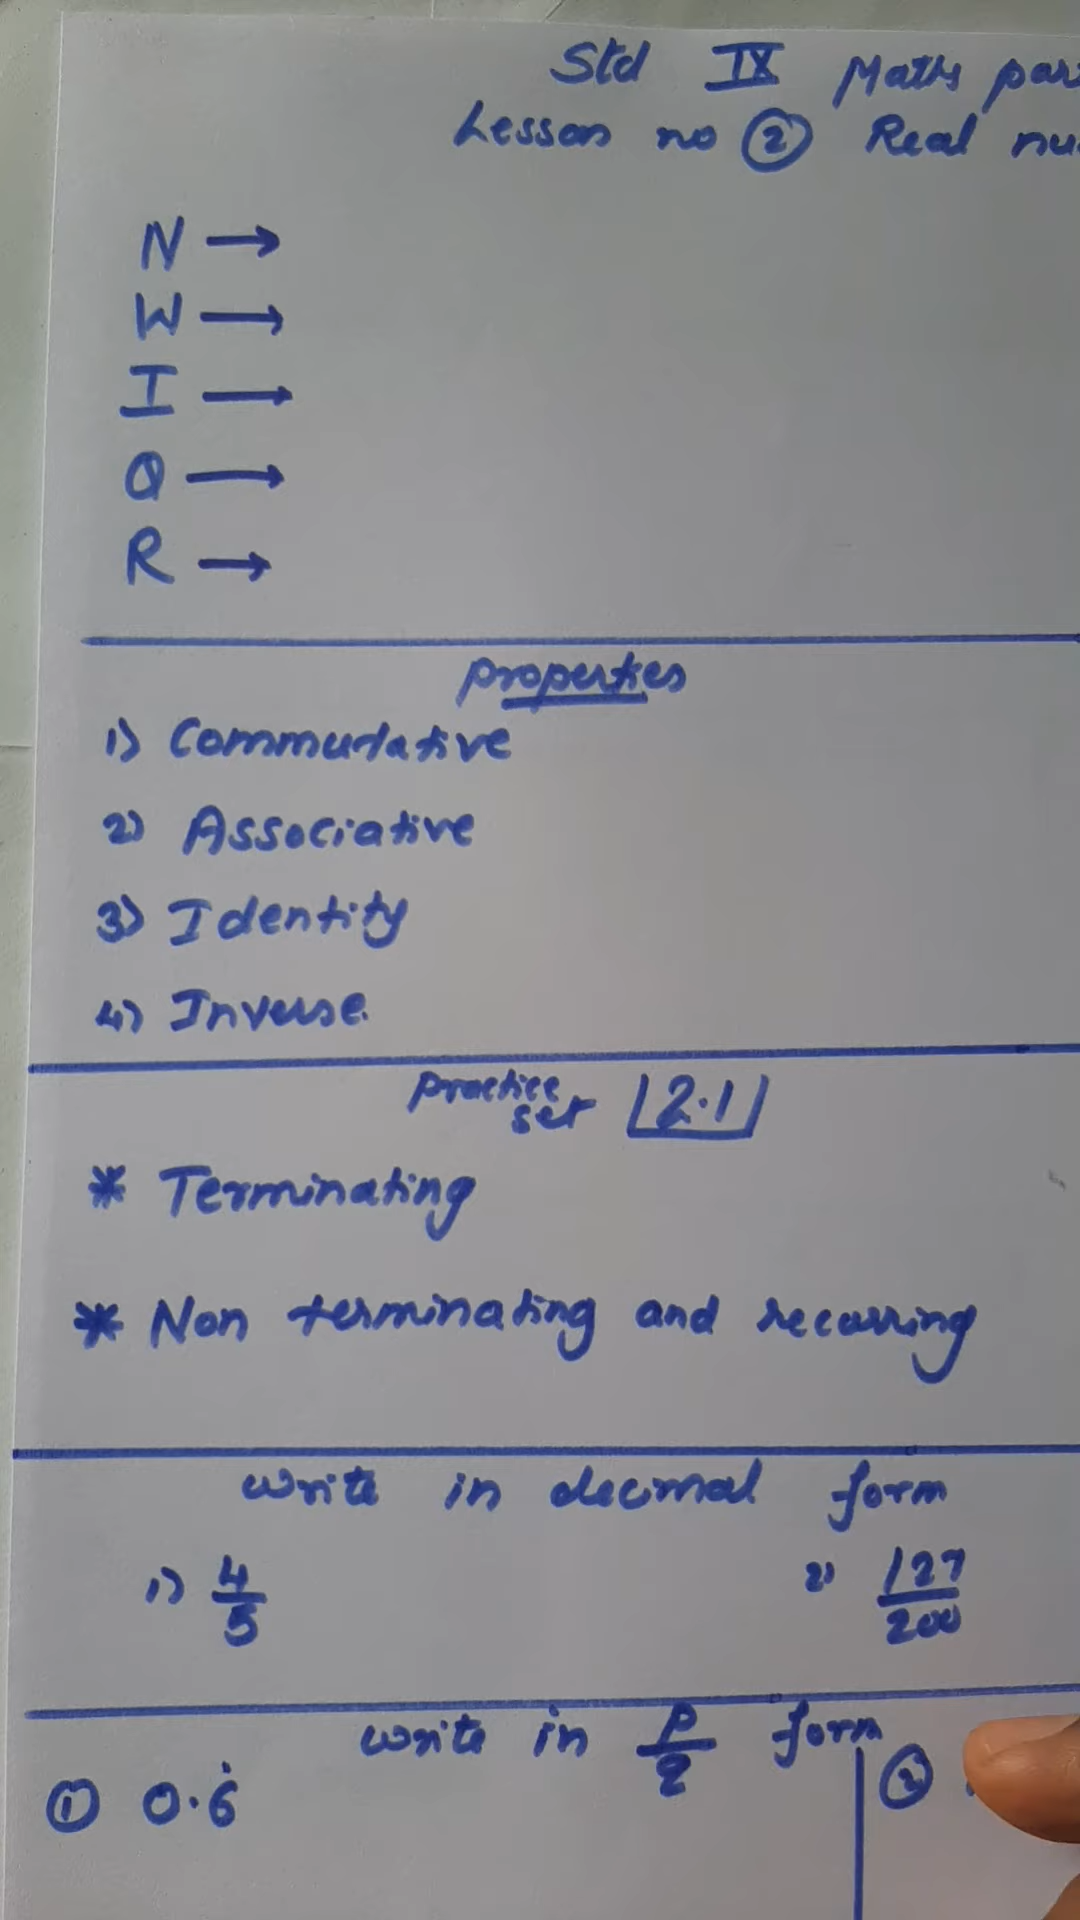 Std IX Maths par
Lesson no ② Real nu
N →
W →
I →
Q →
R →
properties
1) Commutative
2) Associative
3) Identity
4) Inverse.
practice set 2.1
* Terminating
* Non terminating and recurring
write in decimal form
1) 4/5 2) 127/200
write in p/q form
① 0.6̇ ②